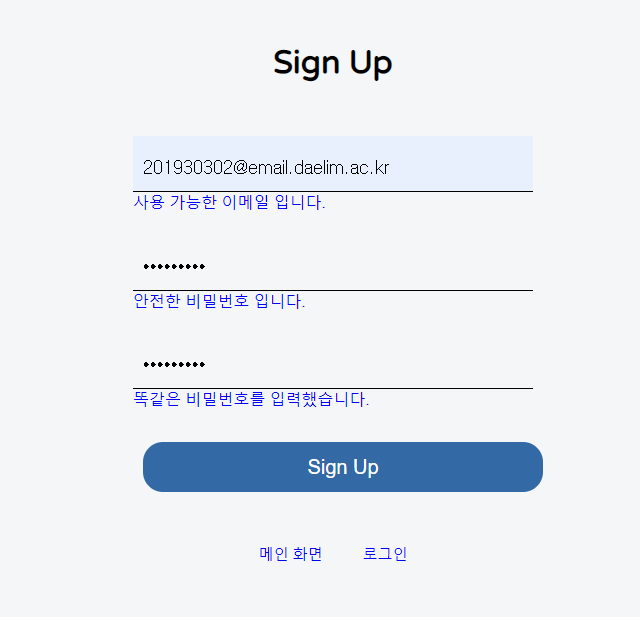 Sign Up
201930302@email.daelim.ac.kr
사용 가능한 이메일 입니다.
•••••••••
안전한 비밀번호 입니다.
•••••••••
똑같은 비밀번호를 입력했습니다.
Sign Up
메인 화면 로그인